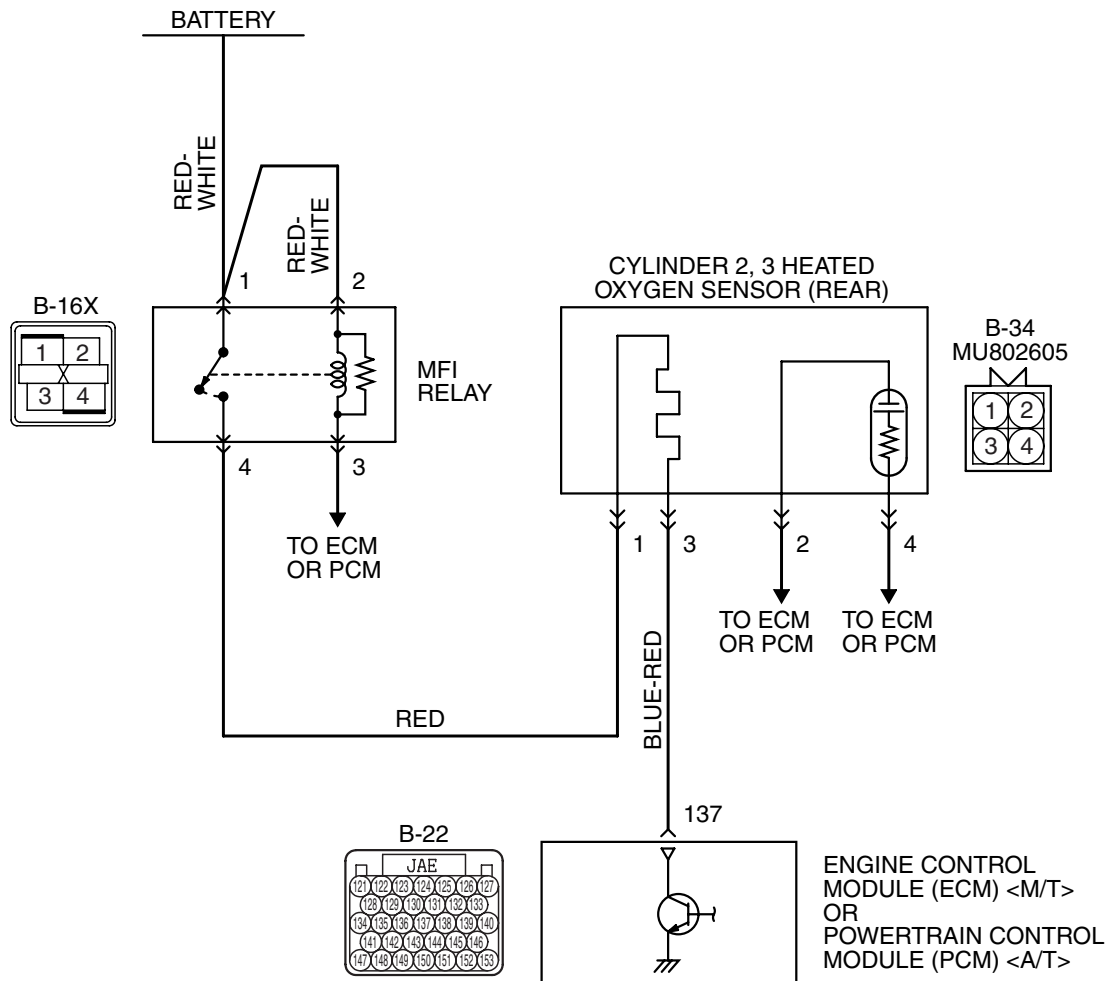 BATTERY
RED-
WHITE
RED-
WHITE
1
2
B-16X
1 2
3 4
MFI
RELAY
4
3
TO ECM
OR PCM
CYLINDER 2, 3 HEATED
OXYGEN SENSOR (REAR)
B-34
MU802605
1 2
3 4
1
3
2
4
TO ECM
OR PCM
TO ECM
OR PCM
RED
BLUE-RED
137
B-22
JAE
121 122 123 124 125 126 127
128 129 130 131 132 133
134 135 136 137 138 139 140
141 142 143 144 145 146
147 148 149 150 151 152 153
ENGINE CONTROL
MODULE (ECM) <M/T>
OR
POWERTRAIN CONTROL
MODULE (PCM) <A/T>